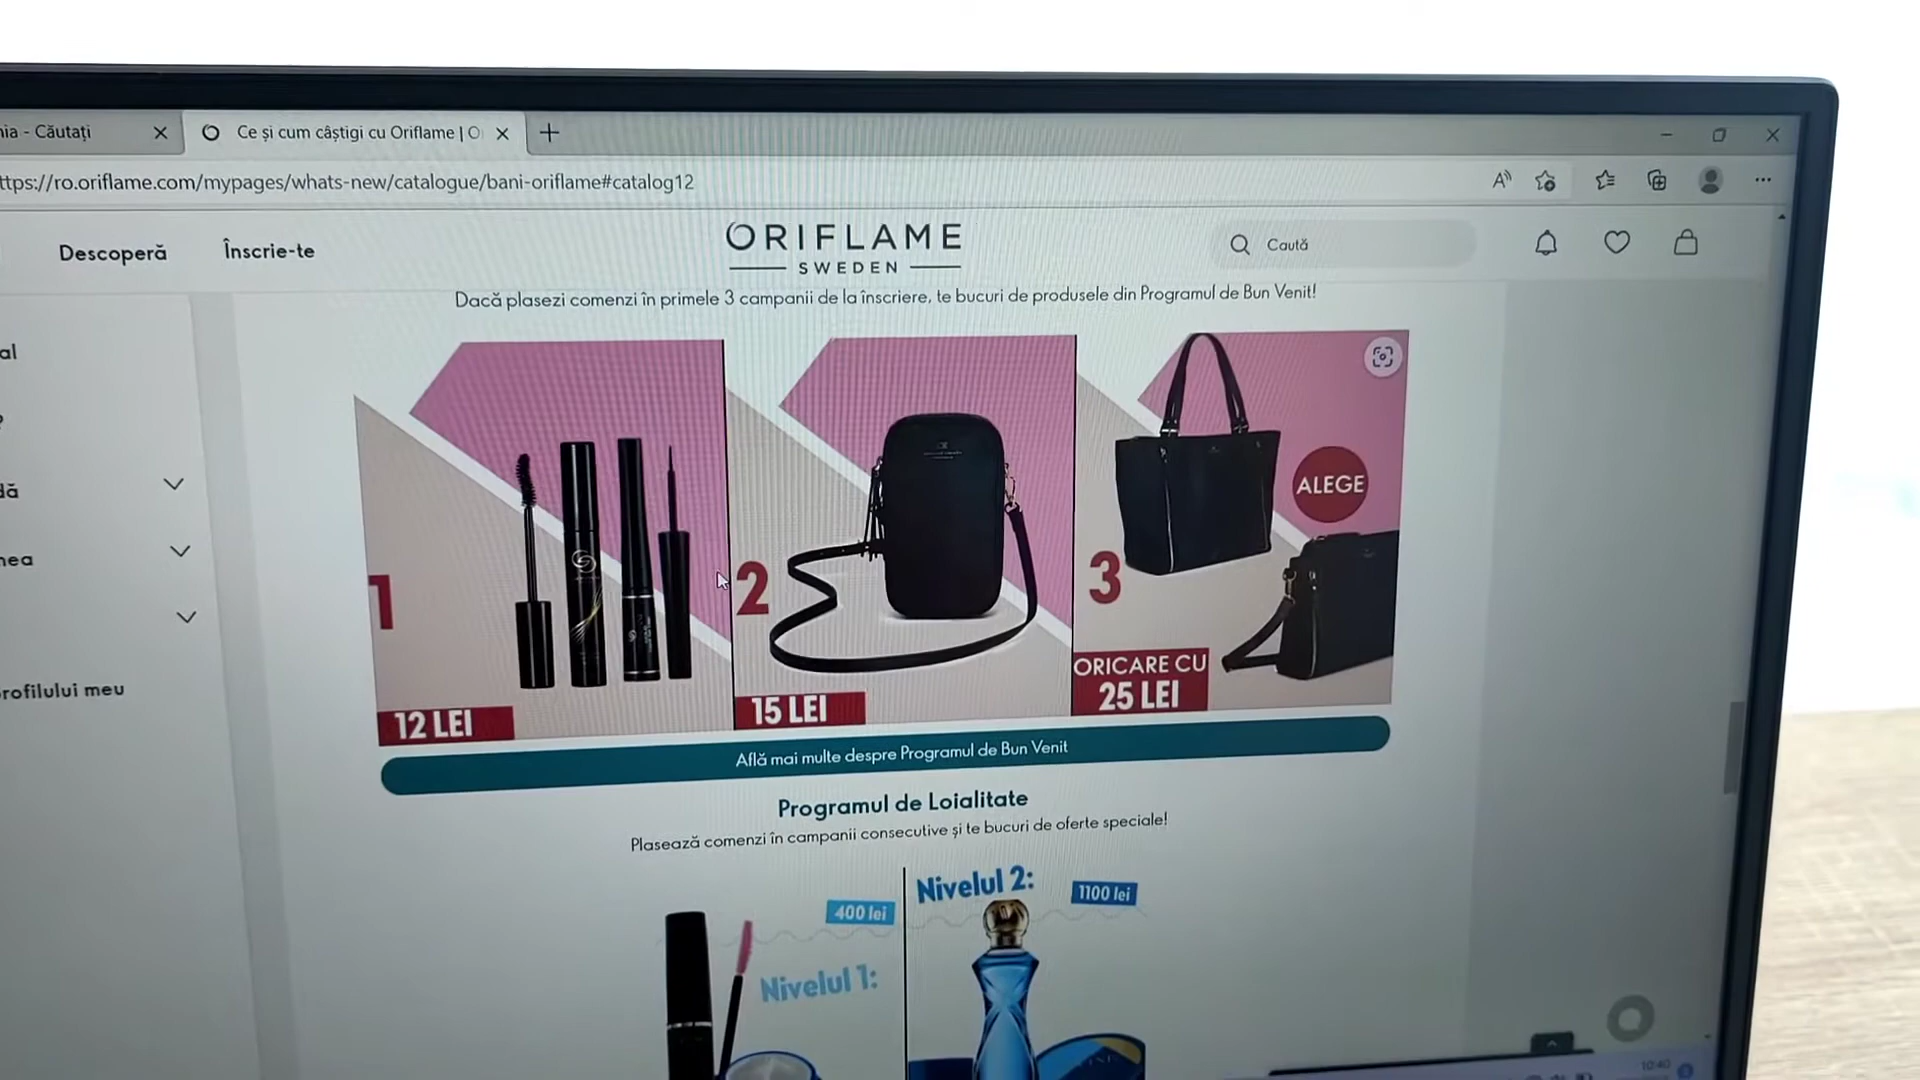 nia - Căutați
Ce și cum câștigi cu Oriflame | O
ttps://ro.oriflame.com/mypages/whats-new/catalogue/bani-oriflame#catalog12
Descoperă
Înscrie-te
ORIFLAME
SWEDEN
Caută
Dacă plasezi comenzi în primele 3 campanii de la înscriere, te bucuri de produsele din Programul de Bun Venit!
al
dă
nea
rofilului meu
1
12 LEI
2
15 LEI
3
ALEGE
ORICARE CU
25 LEI
Află mai multe despre Programul de Bun Venit
Programul de Loialitate
Plasează comenzi în campanii consecutive și te bucuri de oferte speciale!
400 lei
Nivelul 1:
Nivelul 2:
1100 lei
10:40